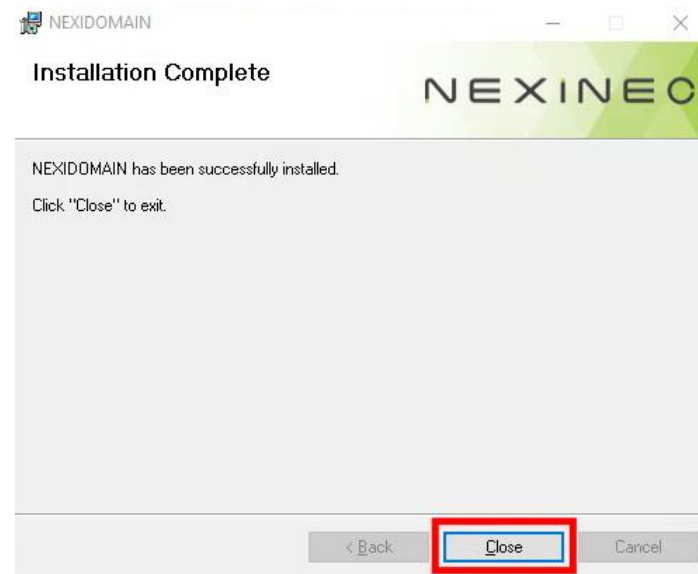 NEXIDOMAIN
Installation Complete
NEXINEC
NEXIDOMAIN has been successfully installed.
Click "Close" to exit.
< Back
Close
Cancel